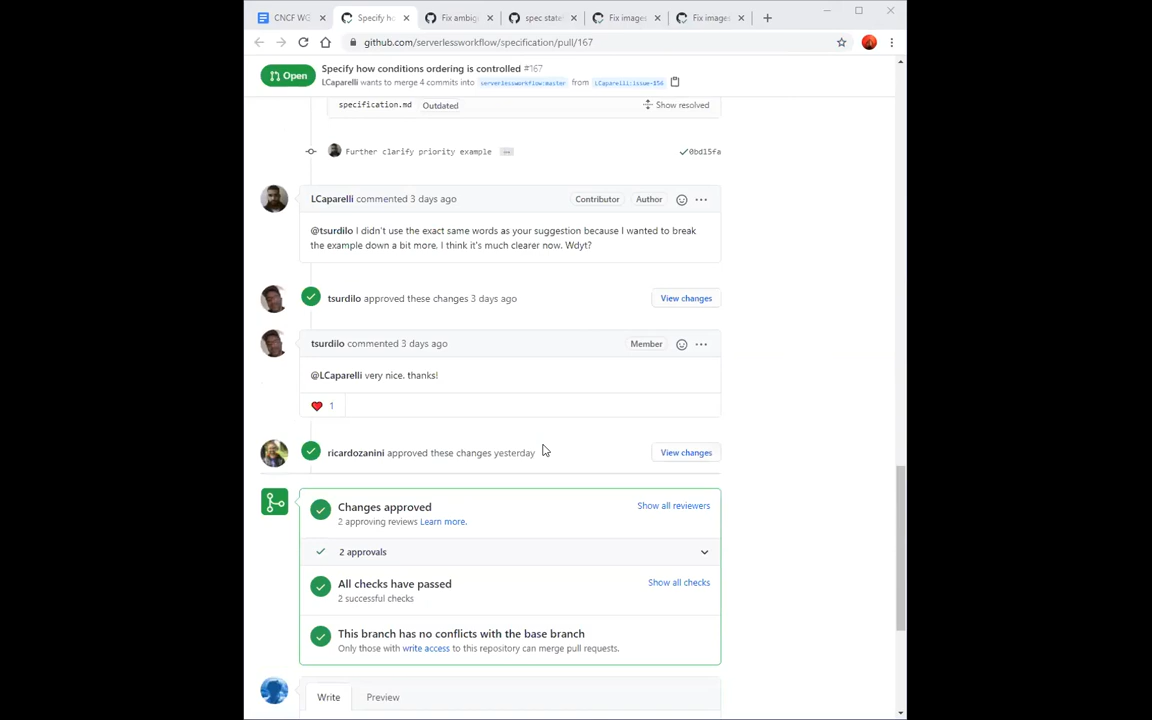 CNCF WG
Specify ho
Fix ambig
spec state
Fix images
Fix images
github.com/serverlessworkflow/specification/pull/167
Open
Specify how conditions ordering is controlled #167
LCaparelli wants to merge 4 commits into serverlessworkflow:master from LCaparelli:issue-156
specification.md Outdated Show resolved
Further clarify priority example ... 0bd15fa
LCaparelli commented 3 days ago Contributor Author
@tsurdilo I didn't use the exact same words as your suggestion because I wanted to break
the example down a bit more. I think it's much clearer now. Wdyt?
tsurdilo approved these changes 3 days ago View changes
tsurdilo commented 3 days ago Member
@LCaparelli very nice. thanks!
1
ricardozanini approved these changes yesterday View changes
Changes approved Show all reviewers
2 approving reviews Learn more.
2 approvals
All checks have passed Show all checks
2 successful checks
This branch has no conflicts with the base branch
Only those with write access to this repository can merge pull requests.
Write Preview